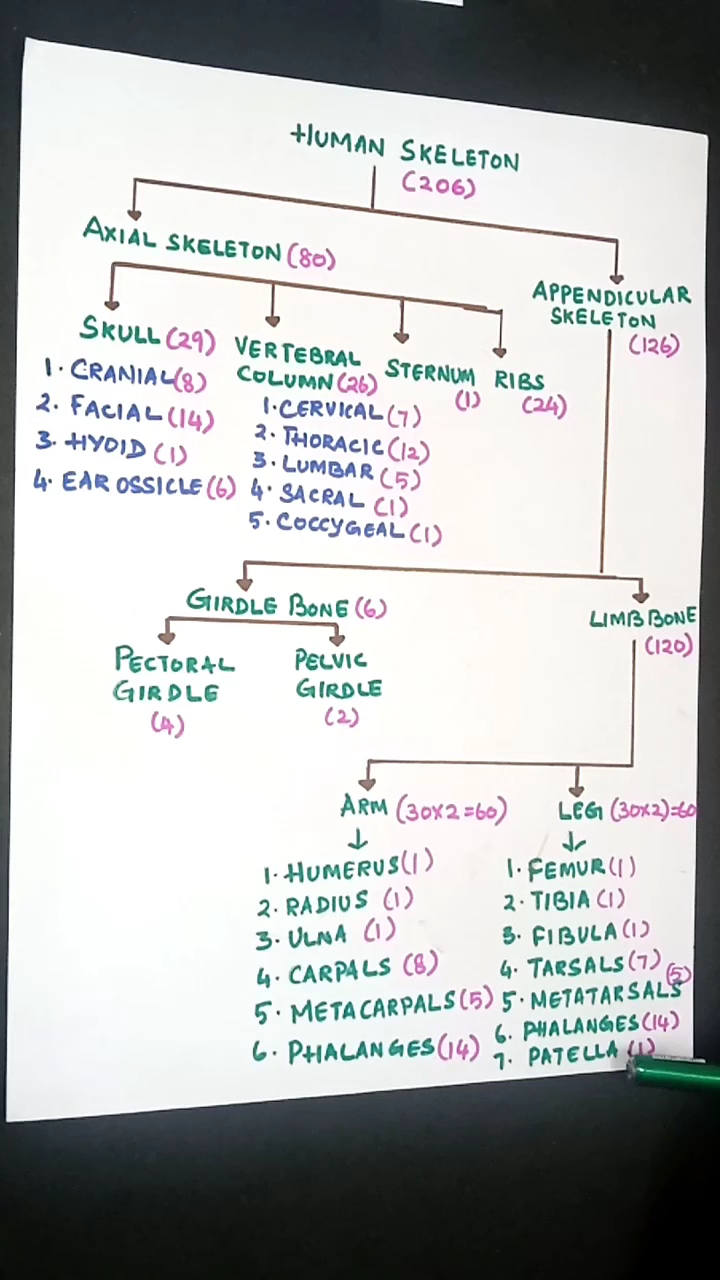 HUMAN SKELETON
(206)
AXIAL SKELETON (80)
APPENDICULAR
SKELETON
(126)
SKULL (29)
1. CRANIAL (8)
2. FACIAL (14)
3. HYOID (1)
4. EAR OSSICLE (6)
VERTEBRAL
COLUMN (26)
1. CERVICAL (7)
2. THORACIC (12)
3. LUMBAR (5)
4. SACRAL (1)
5. COCCYGEAL (1)
STERNUM
(1)
RIBS
(24)
GIRDLE BONE (6)
LIMB BONE
(120)
PECTORAL
GIRDLE
(4)
PELVIC
GIRDLE
(2)
ARM (30x2=60)
1. HUMERUS (1)
2. RADIUS (1)
3. ULNA (1)
4. CARPALS (8)
5. METACARPALS (5)
6. PHALANGES (14)
LEG (30x2)=60
1. FEMUR (1)
2. TIBIA (1)
3. FIBULA (1)
4. TARSALS (7)
5. METATARSALS (5)
6. PHALANGES (14)
7. PATELLA (1)